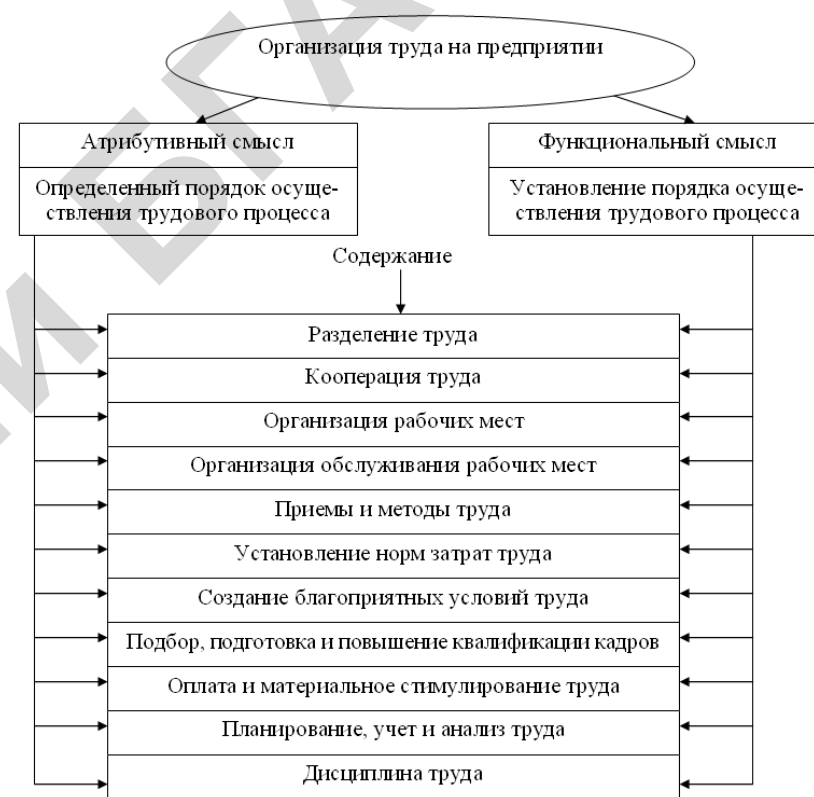 Организация труда на предприятии
Атрибутивный смысл
Определенный порядок осуще-
ствления трудового процесса
Функциональный смысл
Установление порядка осуще-
ствления трудового процесса
Содержание
Разделение труда
Кооперация труда
Организация рабочих мест
Организация обслуживания рабочих мест
Приемы и методы труда
Установление норм затрат труда
Создание благоприятных условий труда
Подбор, подготовка и повышение квалификации кадров
Оплата и материальное стимулирование труда
Планирование, учет и анализ труда
Дисциплина труда